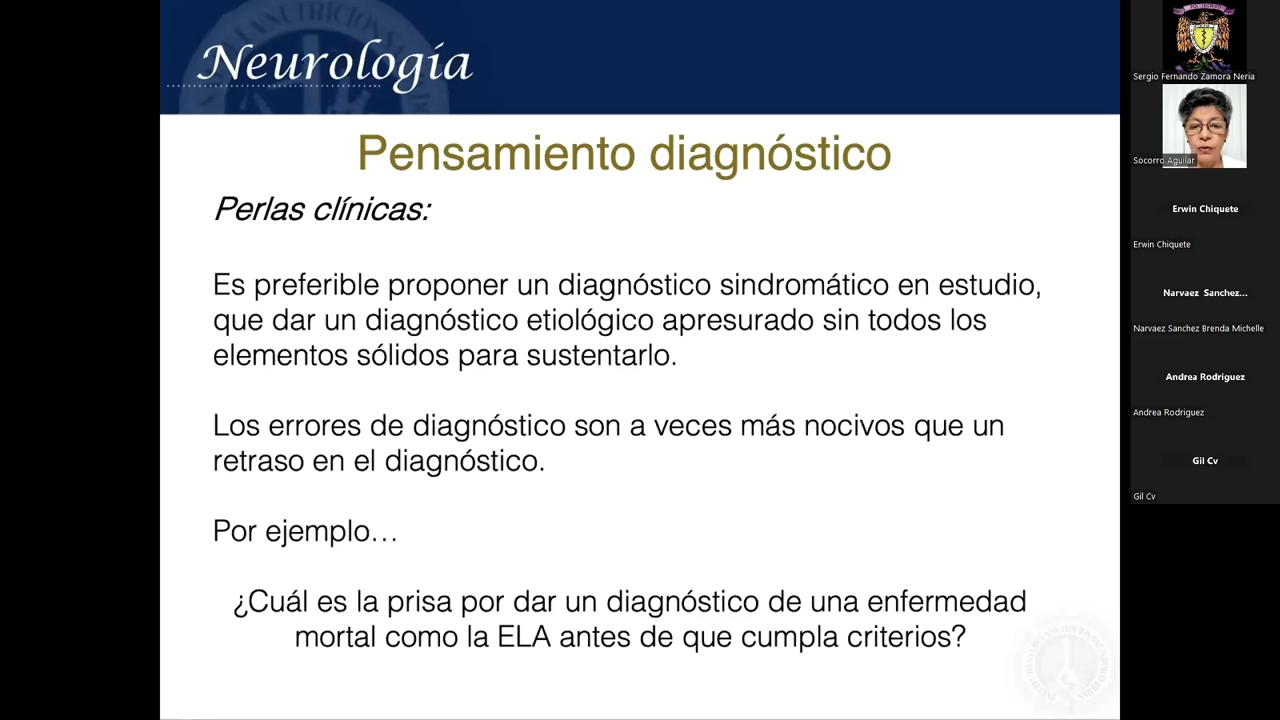 Neurología
Pensamiento diagnóstico
Perlas clínicas:
Es preferible proponer un diagnóstico sindromático en estudio,
que dar un diagnóstico etiológico apresurado sin todos los
elementos sólidos para sustentarlo.
Los errores de diagnóstico son a veces más nocivos que un
retraso en el diagnóstico.
Por ejemplo…
¿Cuál es la prisa por dar un diagnóstico de una enfermedad
mortal como la ELA antes de que cumpla criterios?
Sergio Fernando Zamora Neria
Socorro Aguilar
Erwin Chiquete
Erwin Chiquete
Narvaez Sanchez...
Narvaez Sanchez Brenda Michelle
Andrea Rodriguez
Andrea Rodriguez
Gil Cv
Gil Cv